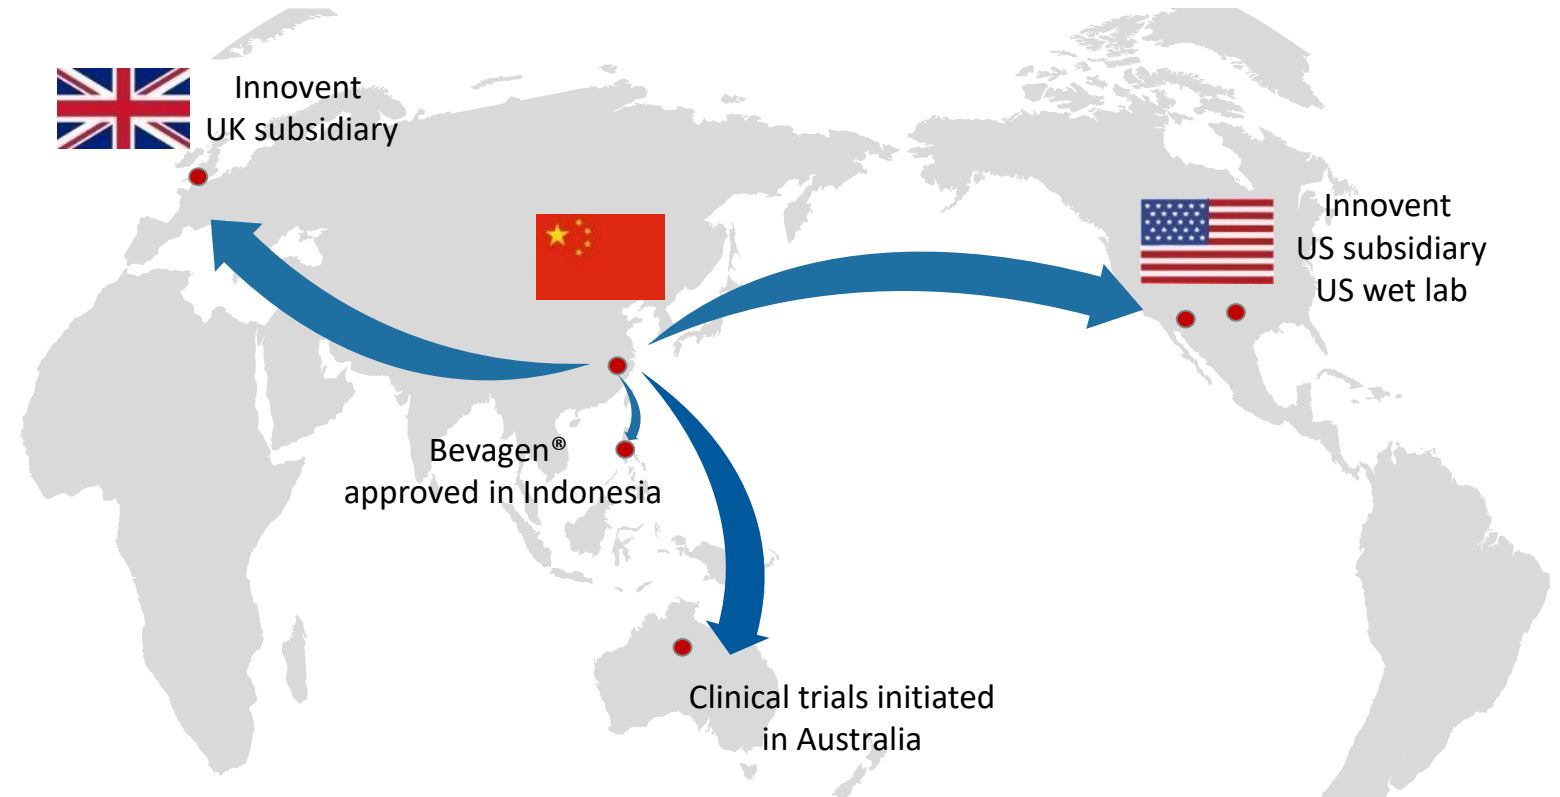 Innovent
UK subsidiary
Innovent
US subsidiary
US wet lab
Bevagen®
approved in Indonesia
Clinical trials initiated
in Australia